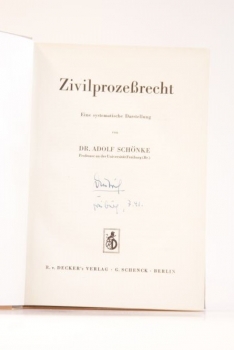 Zivilprozeßrecht
Eine systematische Darstellung
von
DR. ADOLF SCHÖNKE
Professor an der Universität Freiburg (Br.)
R. v. DECKER's VERLAG / G. SCHENCK / BERLIN